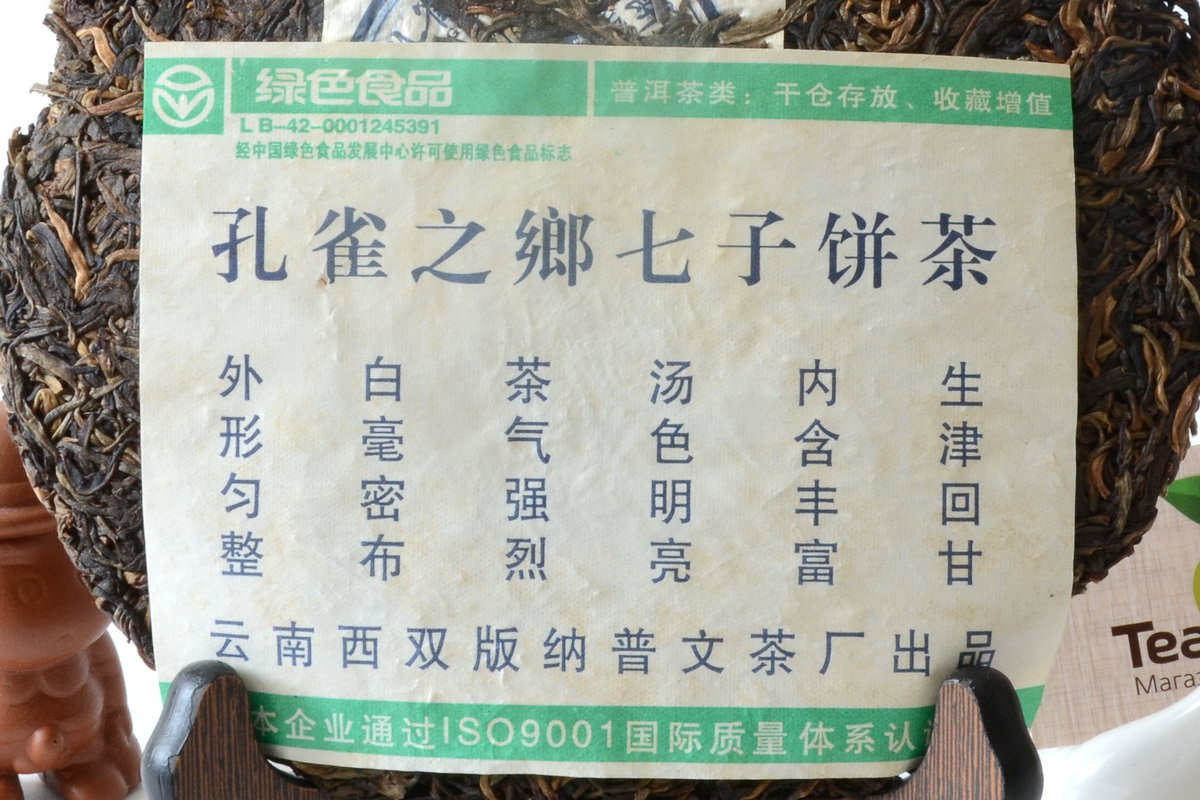 绿色食品
普洱茶类：干仓存放、收藏增值
LB-42-0001245391
经中国绿色食品发展中心许可使用绿色食品标志
孔雀之鄉七子饼茶
外形匀整
白毫密布
茶气强烈
汤色明亮
内含丰富
生津回甘
云南西双版纳普文茶厂出品
本企业通过ISO9001国际质量体系认
Tea
Мага